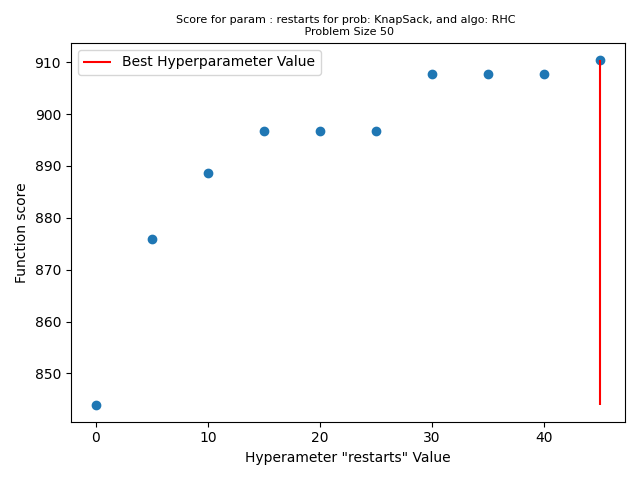 Score for param : restarts for prob: KnapSack, and algo: RHC
Problem Size 50
Best Hyperparameter Value
910
900
890
880
870
860
850
Function score
0 10 20 30 40
Hyperameter "restarts" Value